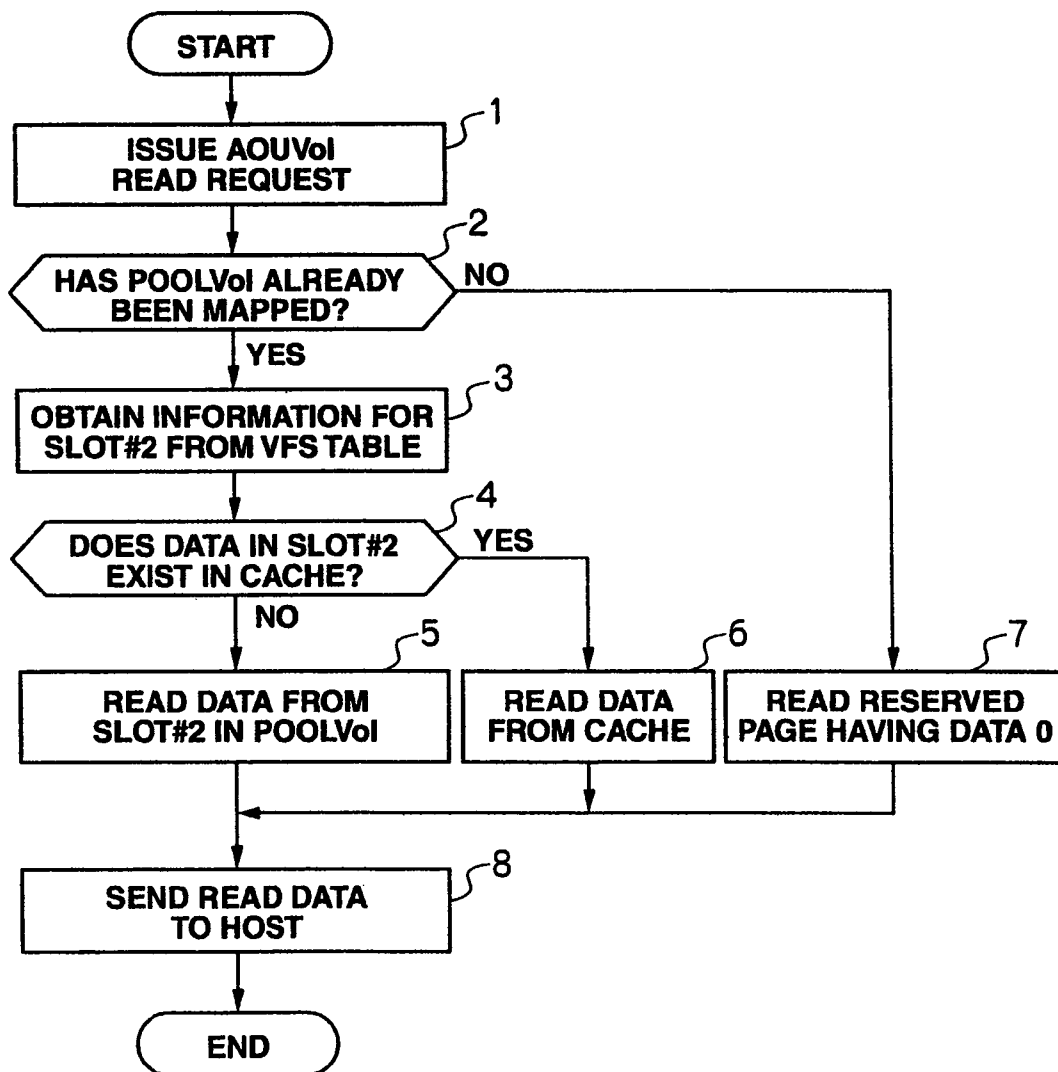 START
1
ISSUE AOUVol
READ REQUEST
2
HAS POOLVol ALREADY
BEEN MAPPED?
NO
YES
3
OBTAIN INFORMATION FOR
SLOT#2 FROM VFS TABLE
4
DOES DATA IN SLOT#2
EXIST IN CACHE?
YES
NO
5
READ DATA FROM
SLOT#2 IN POOLVol
6
READ DATA
FROM CACHE
7
READ RESERVED
PAGE HAVING DATA 0
8
SEND READ DATA
TO HOST
END